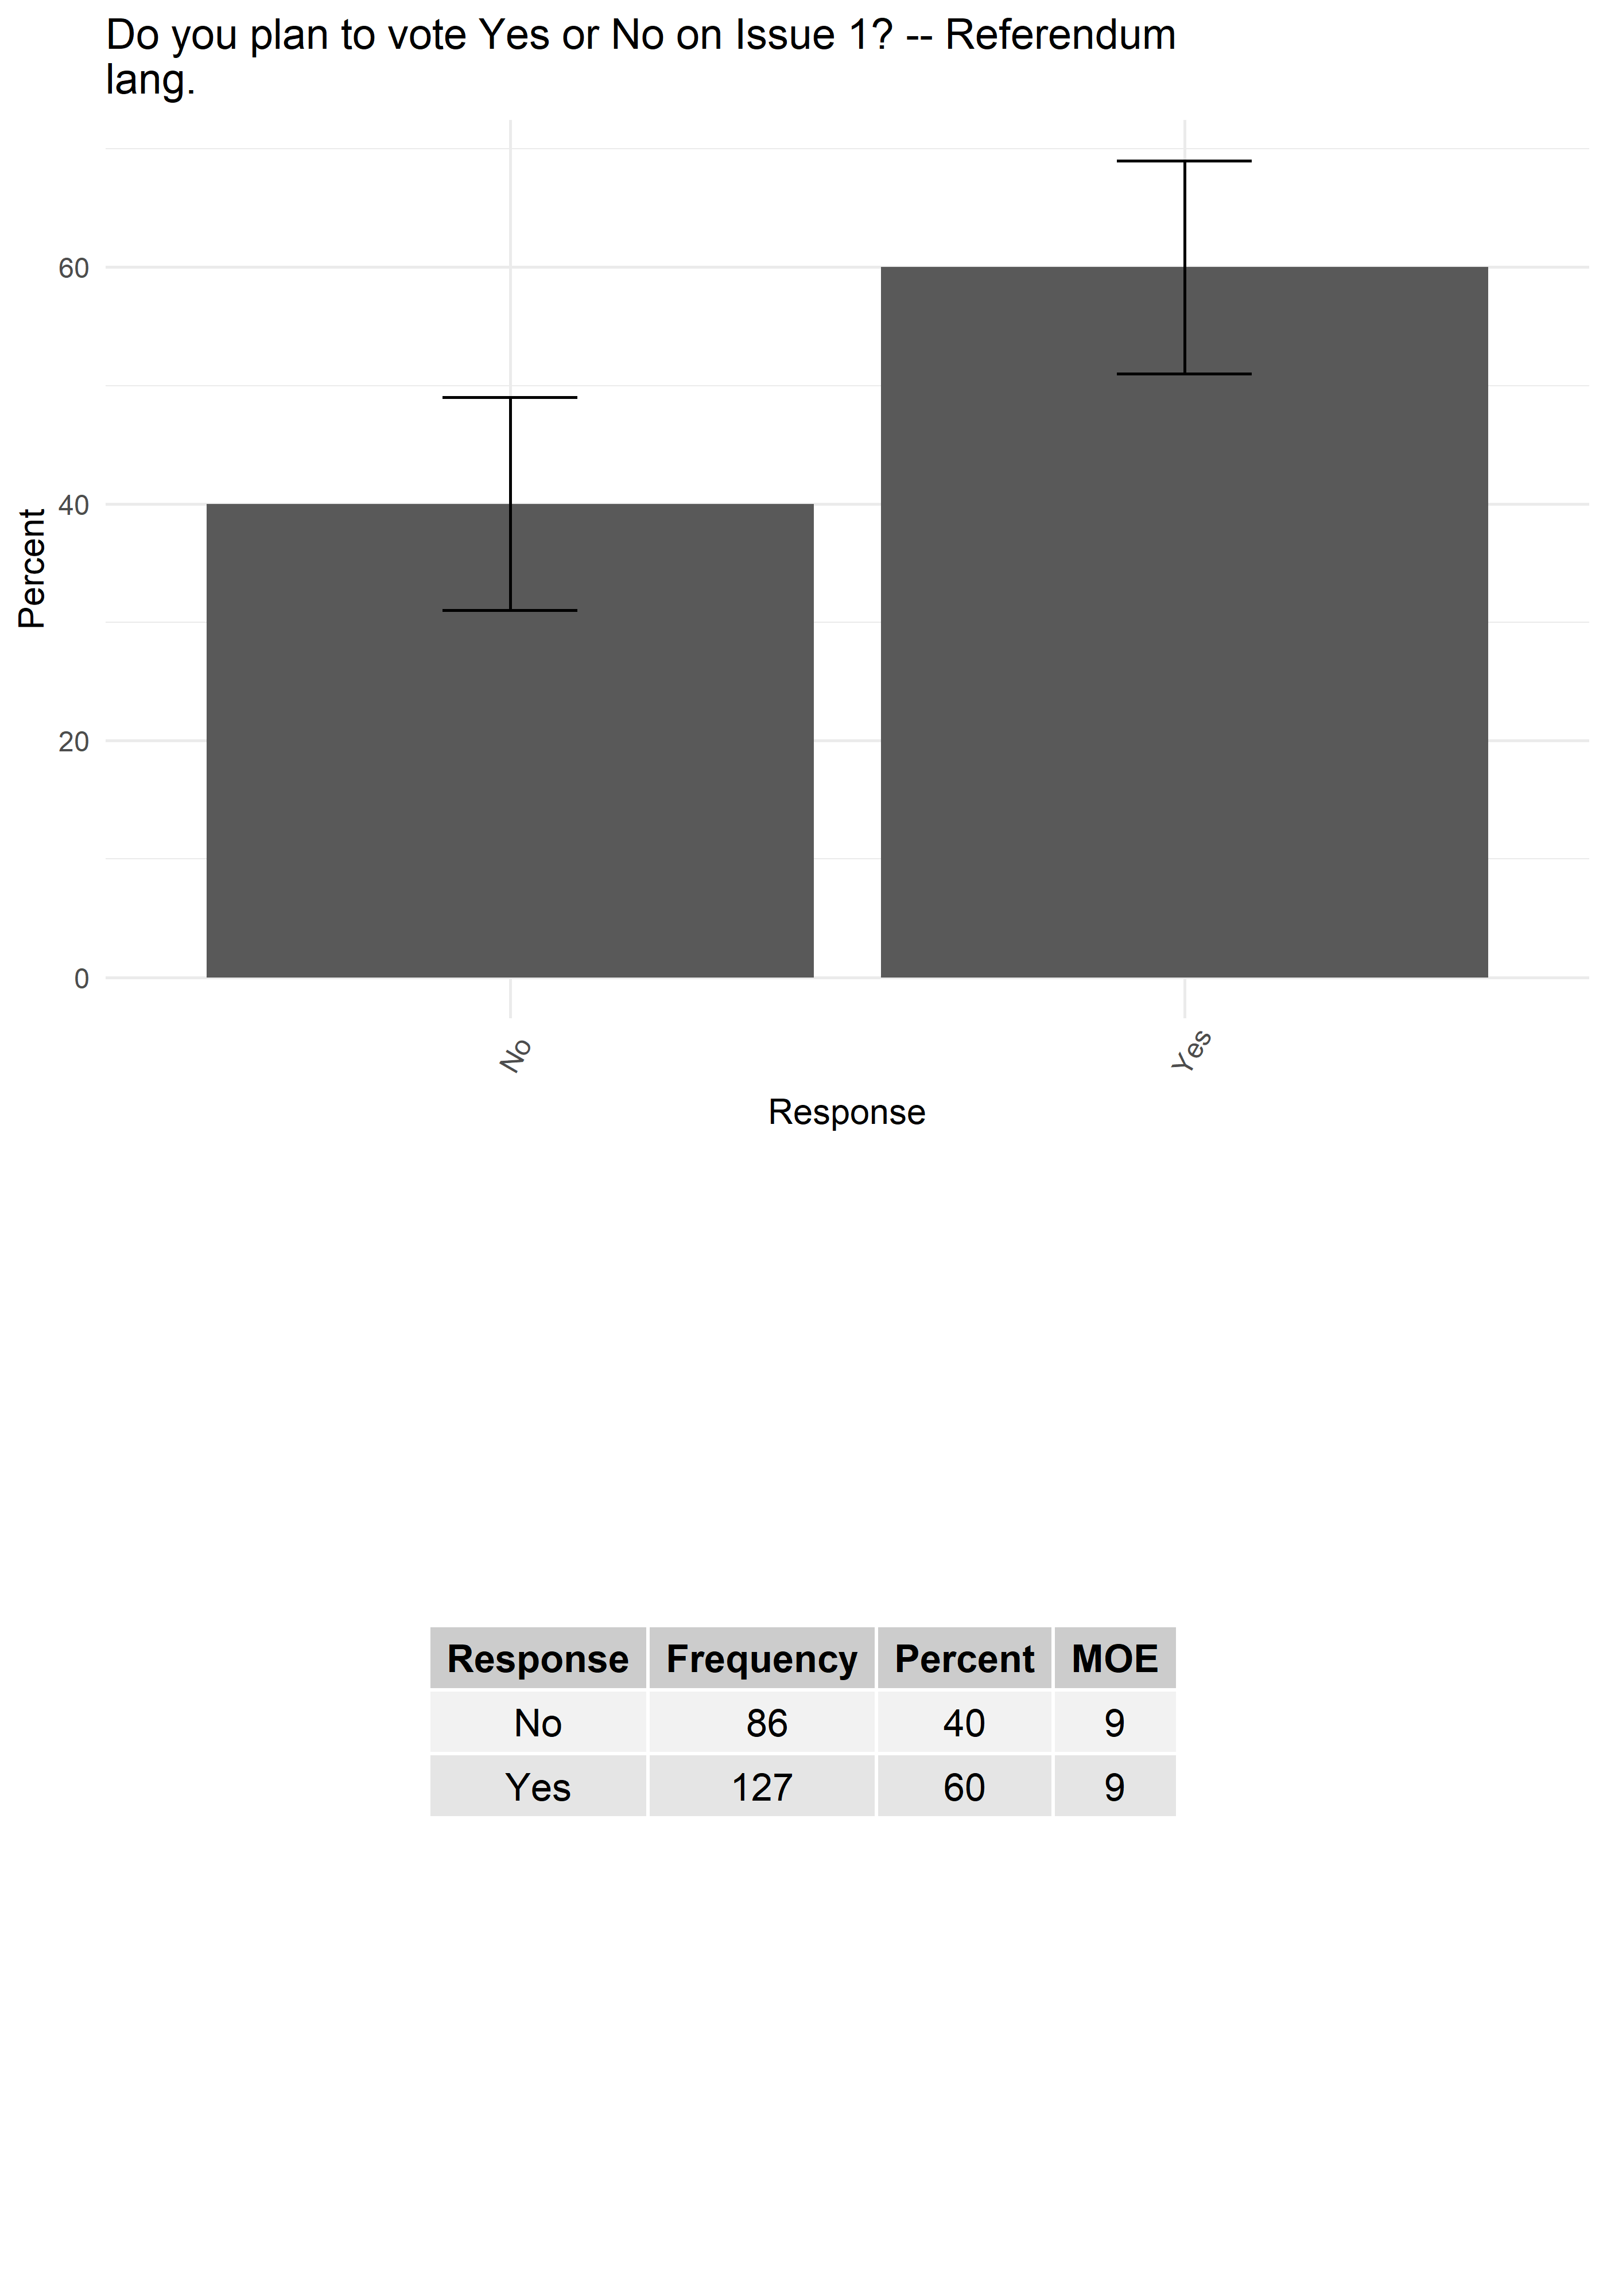 Do you plan to vote Yes or No on Issue 1? -- Referendum
lang.
60
40
20
0
Percent
No
Yes
Response
Response Frequency Percent MOE
No 86 40 9
Yes 127 60 9